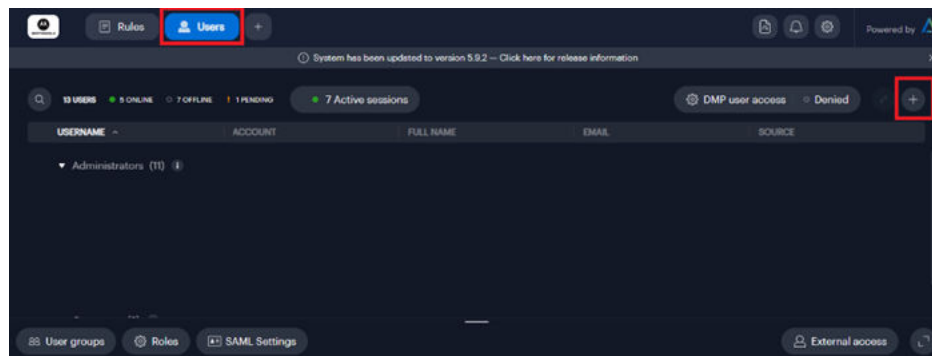 Rules
Users
Powered by
System has been updated to version 5.9.2 — Click here for release information
13 USERS 5 ONLINE 7 OFFLINE 1 PENDING 7 Active sessions DMP user access Denied
USERNAME ACCOUNT FULL NAME EMAIL SOURCE
Administrators (11)
User groups Roles SAML Settings External access